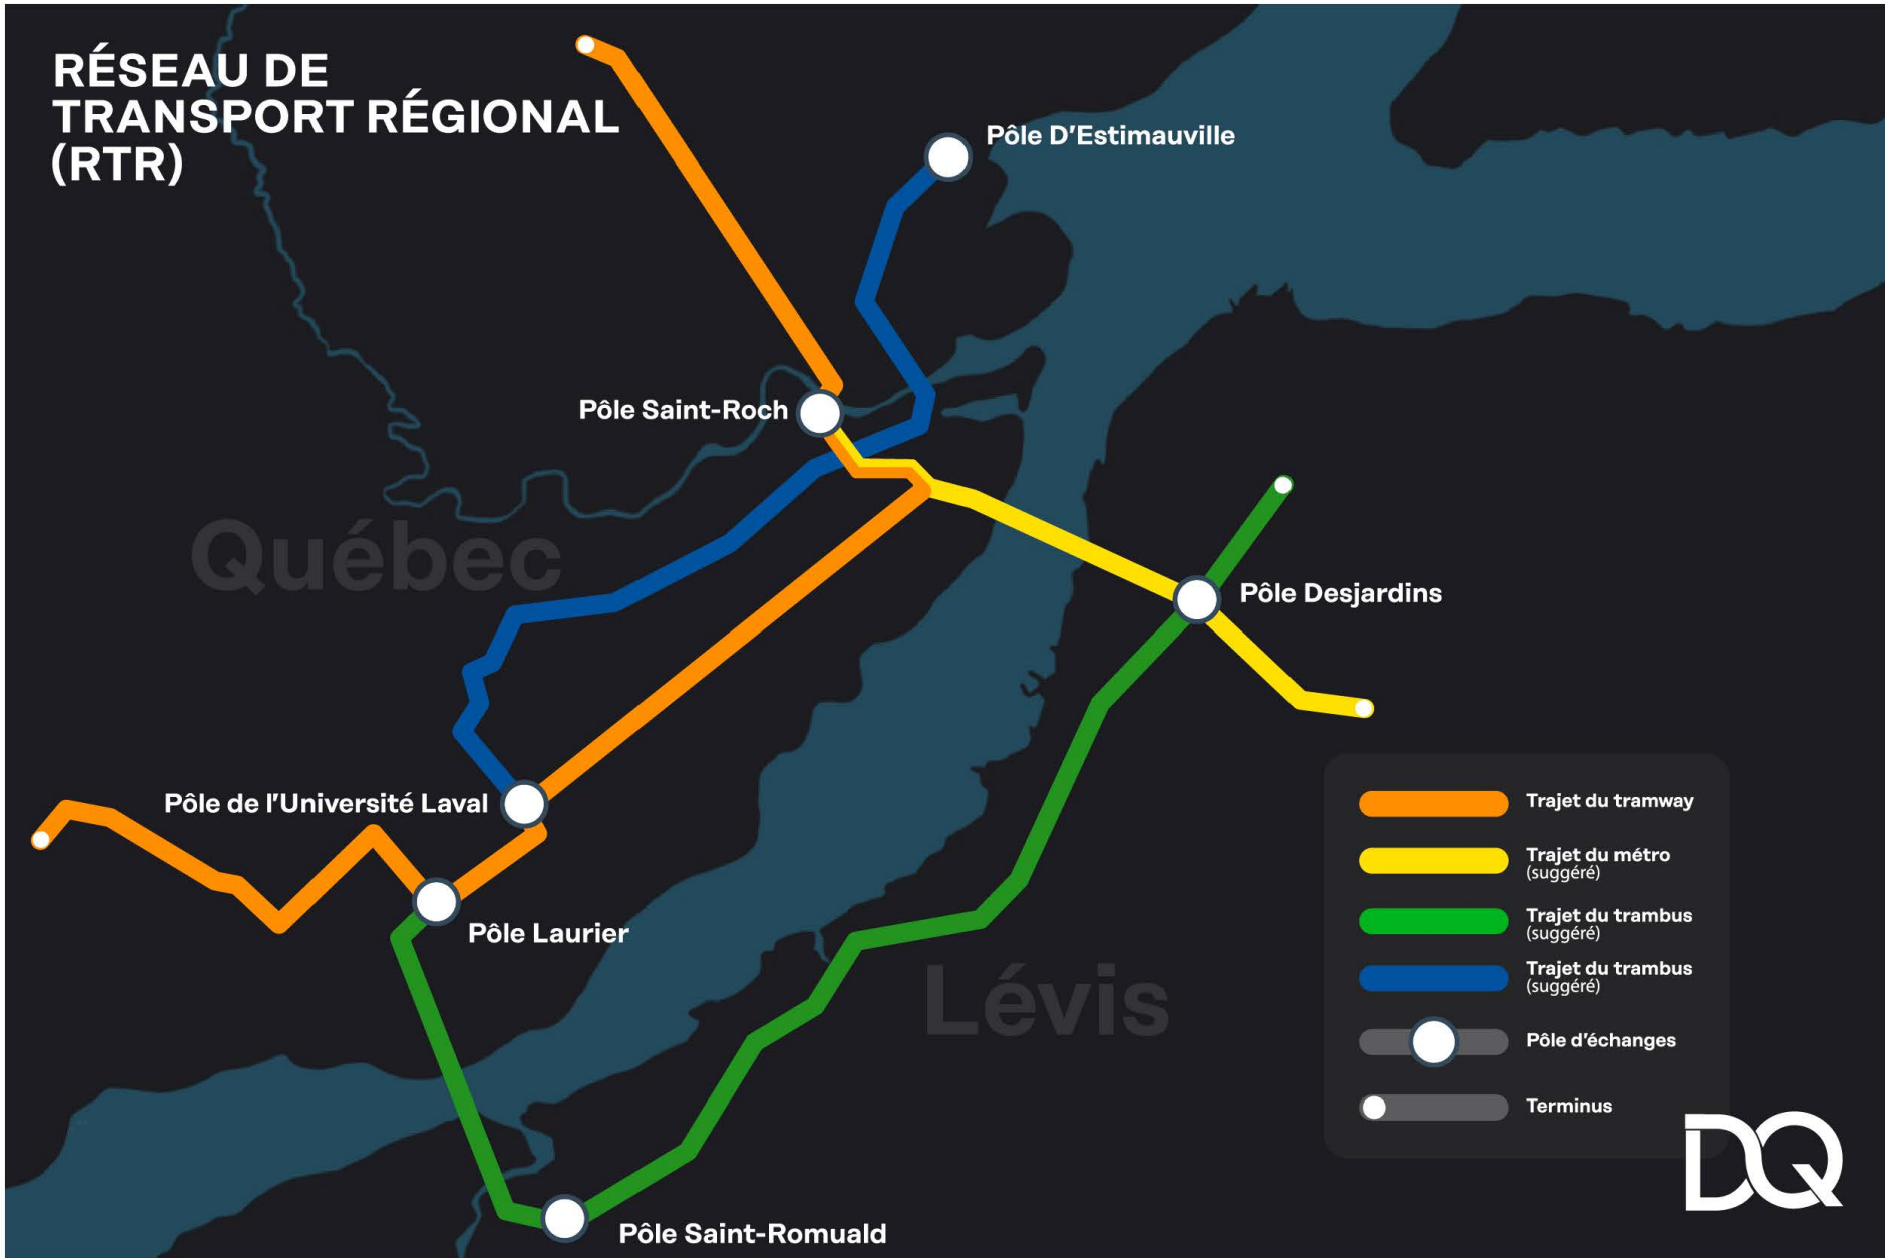 RÉSEAU DE
TRANSPORT RÉGIONAL
(RTR)
Pôle D'Estimauville
Pôle Saint-Roch
Québec
Pôle Desjardins
Pôle de l'Université Laval
Pôle Laurier
Lévis
Pôle Saint-Romuald
Trajet du tramway
Trajet du métro
(suggéré)
Trajet du trambus
(suggéré)
Trajet du trambus
(suggéré)
Pôle d'échanges
Terminus
DQ